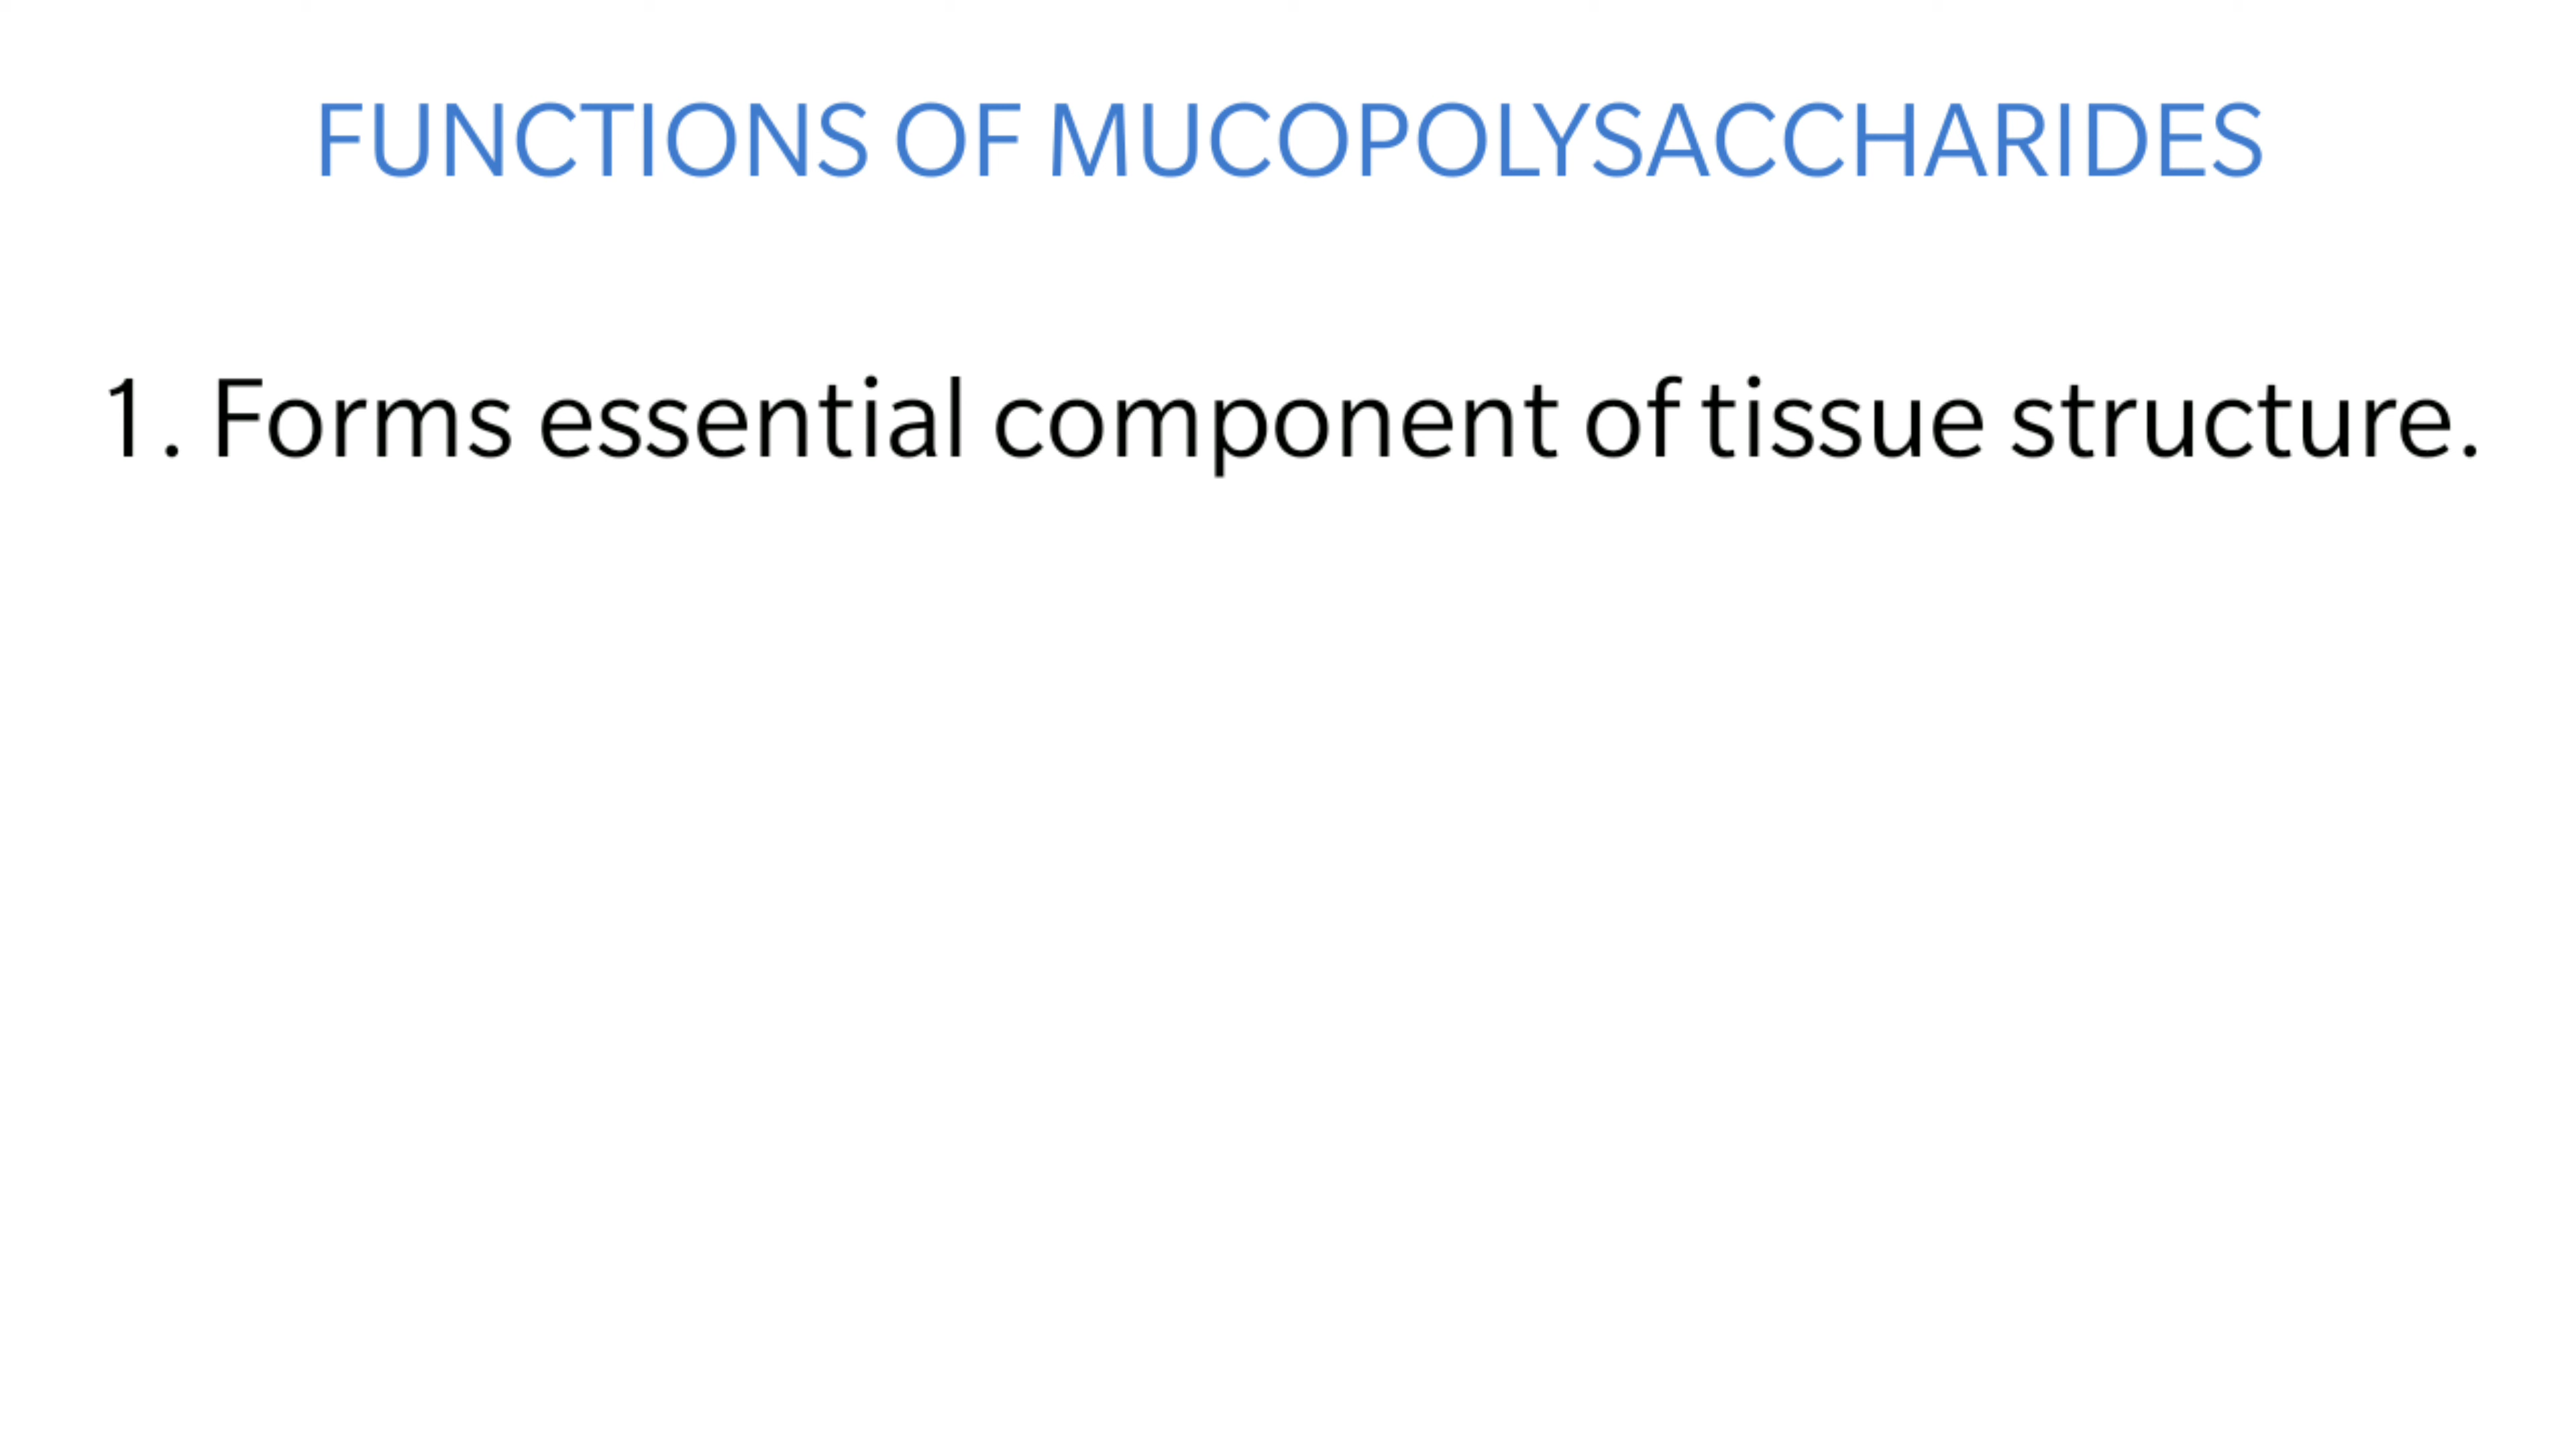 FUNCTIONS OF MUCOPOLYSACCHARIDES
1. Forms essential component of tissue structure.